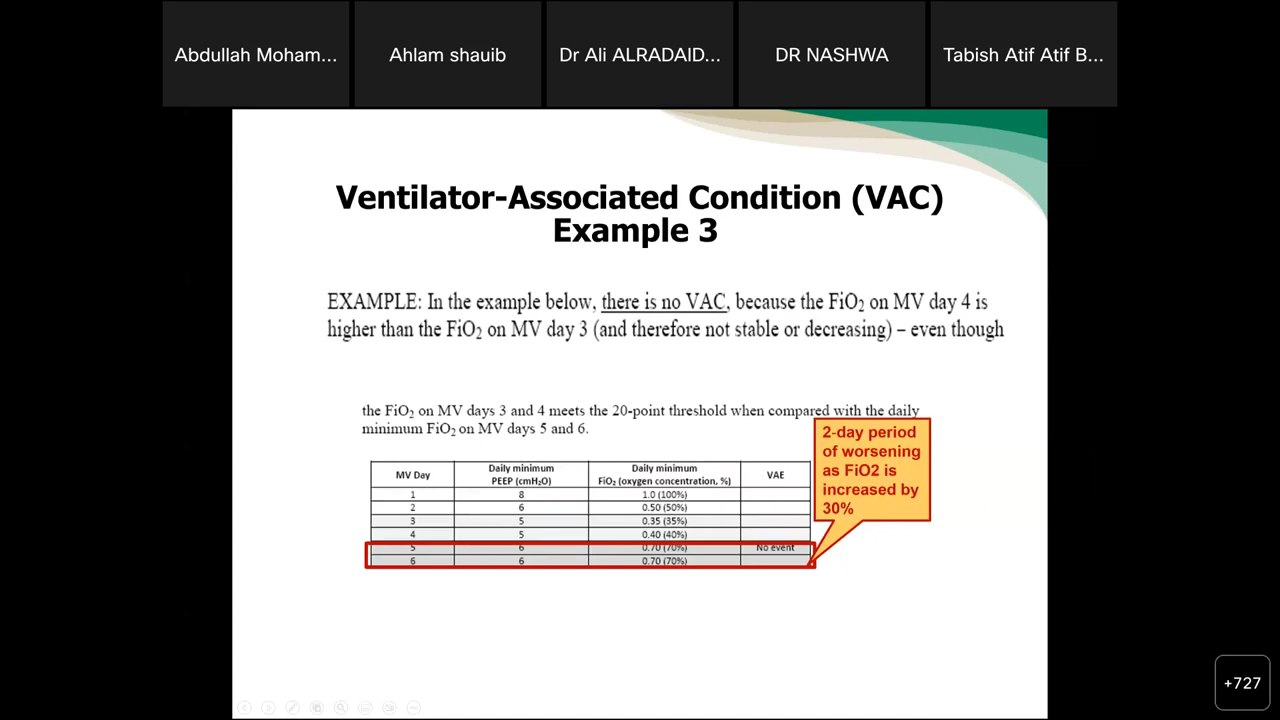 Abdullah Moham... Ahlam shauib Dr Ali ALRADAID... DR NASHWA Tabish Atif Atif B...
Ventilator-Associated Condition (VAC)
Example 3
EXAMPLE: In the example below, there is no VAC, because the FiO2 on MV day 4 is
higher than the FiO2 on MV day 3 (and therefore not stable or decreasing) – even though
the FiO2 on MV days 3 and 4 meets the 20-point threshold when compared with the daily
minimum FiO2 on MV days 5 and 6.
2-day period
of worsening
as FiO2 is
increased by
30%
MV Day Daily minimum PEEP (cmH2O) Daily minimum FiO2 (oxygen concentration, %) VAE
1 8 1.0 (100%)
2 6 0.50 (50%)
3 5 0.35 (35%)
4 5 0.40 (40%)
5 6 0.70 (70%) No event
6 6 0.70 (70%)
+727